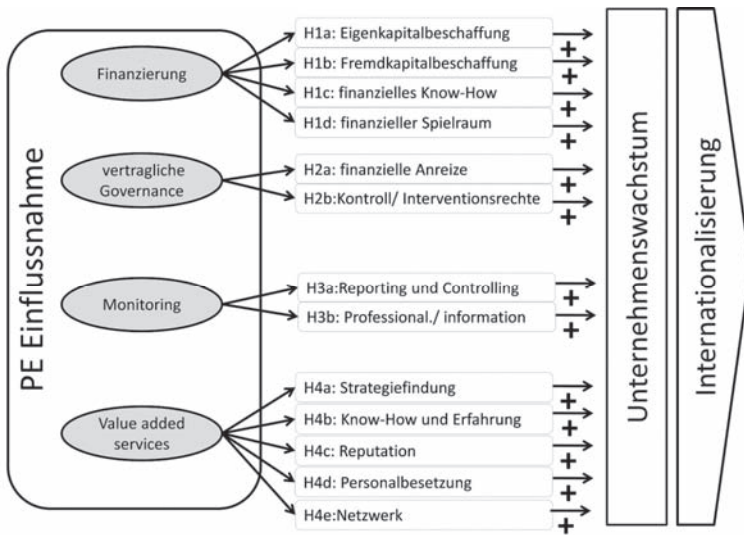 PE Einflussnahme
Finanzierung
H1a: Eigenkapitalbeschaffung
+
H1b: Fremdkapitalbeschaffung
+
H1c: finanzielles Know-How
+
H1d: finanzieller Spielraum
+
vertragliche
Governance
H2a: finanzielle Anreize
+
H2b:Kontroll/ Interventionsrechte
+
Monitoring
H3a:Reporting und Controlling
+
H3b: Professional./ information
+
Value added
services
H4a: Strategiefindung
+
H4b: Know-How und Erfahrung
+
H4c: Reputation
+
H4d: Personalbesetzung
+
H4e:Netzwerk
+
Unternehmenswachstum
Internationalisierung